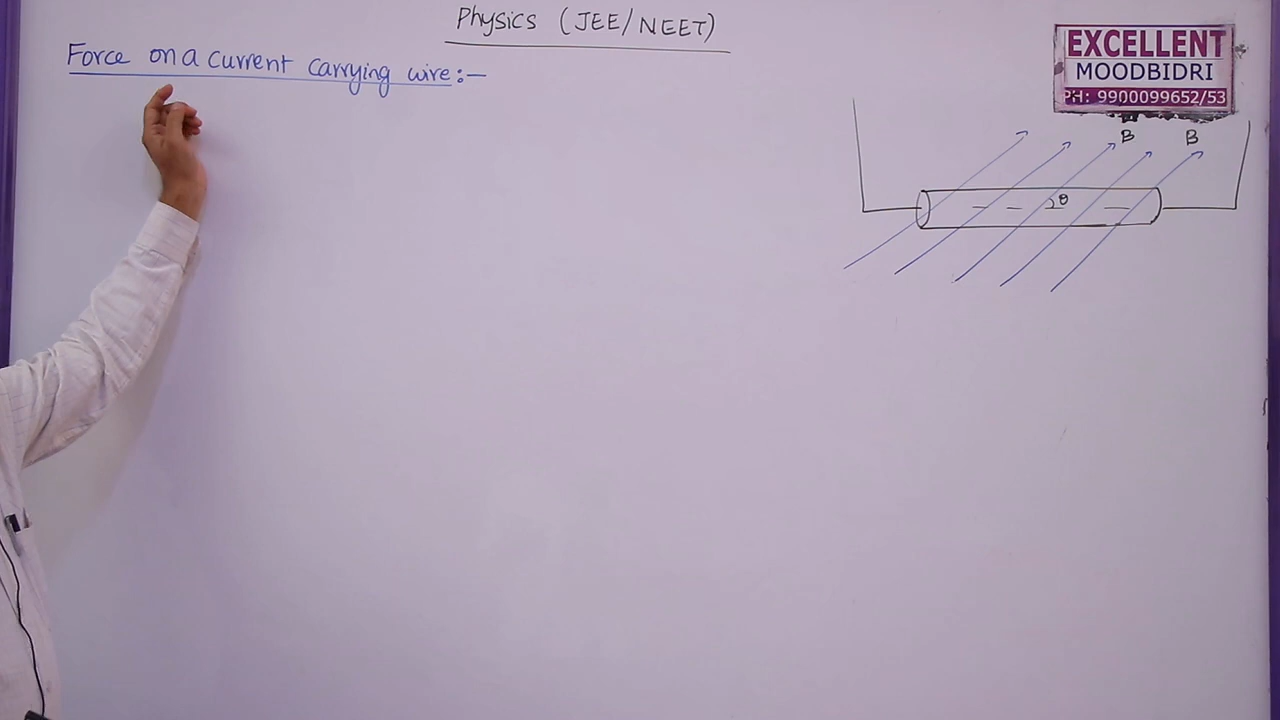 Physics (JEE/NEET)
Force on a current carrying wire:-
EXCELLENT
MOODBIDRI
PH: 9900099652/53
B B
θ